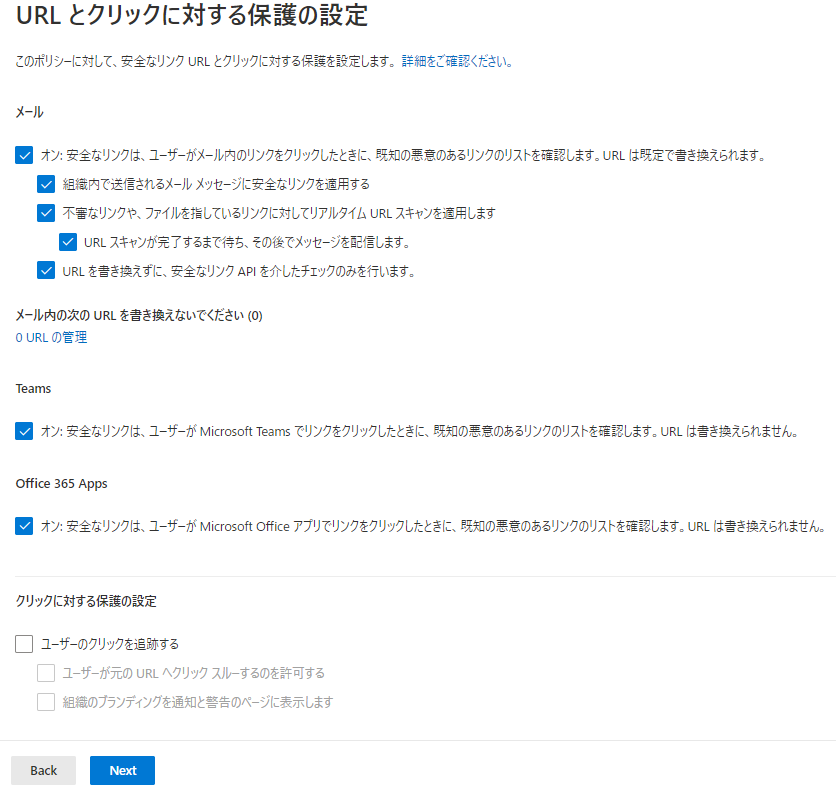 URL とクリックに対する保護の設定
このポリシーに対して、安全なリンク URL とクリックに対する保護を設定します。 詳細をご確認ください。
メール
オン: 安全なリンクは、ユーザーがメール内のリンクをクリックしたときに、既知の悪意のあるリンクのリストを確認します。URL は既定で書き換えられます。
組織内で送信されるメール メッセージに安全なリンクを適用する
不審なリンクや、ファイルを指しているリンクに対してリアルタイム URL スキャンを適用します
URL スキャンが完了するまで待ち、その後でメッセージを配信します。
URL を書き換えずに、安全なリンク API を介したチェックのみを行います。
メール内の次の URL を書き換えないでください (0)
0 URL の管理
Teams
オン: 安全なリンクは、ユーザーが Microsoft Teams でリンクをクリックしたときに、既知の悪意のあるリンクのリストを確認します。URL は書き換えられません。
Office 365 Apps
オン: 安全なリンクは、ユーザーが Microsoft Office アプリでリンクをクリックしたときに、既知の悪意のあるリンクのリストを確認します。URL は書き換えられません。
クリックに対する保護の設定
ユーザーのクリックを追跡する
ユーザーが元の URL へクリック スルーするのを許可する
組織のブランディングを通知と警告のページに表示します
Back
Next